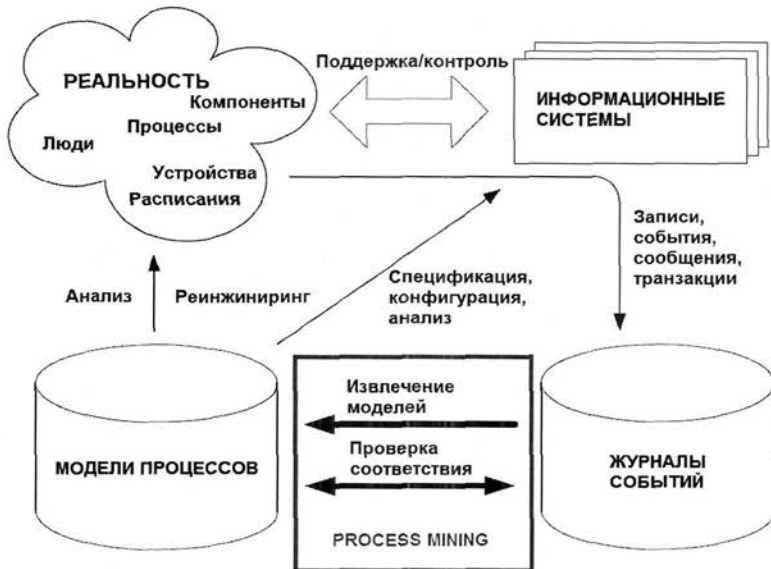 РЕАЛЬНОСТЬ
Компоненты
Процессы
Люди
Устройства
Расписания
Поддержка/контроль
ИНФОРМАЦИОННЫЕ
СИСТЕМЫ
Записи,
события,
сообщения,
транзакции
Анализ
Реинжиниринг
Спецификация,
конфигурация,
анализ
МОДЕЛИ ПРОЦЕССОВ
Извлечение
моделей
Проверка
соответствия
PROCESS MINING
ЖУРНАЛЫ
СОБЫТИЙ